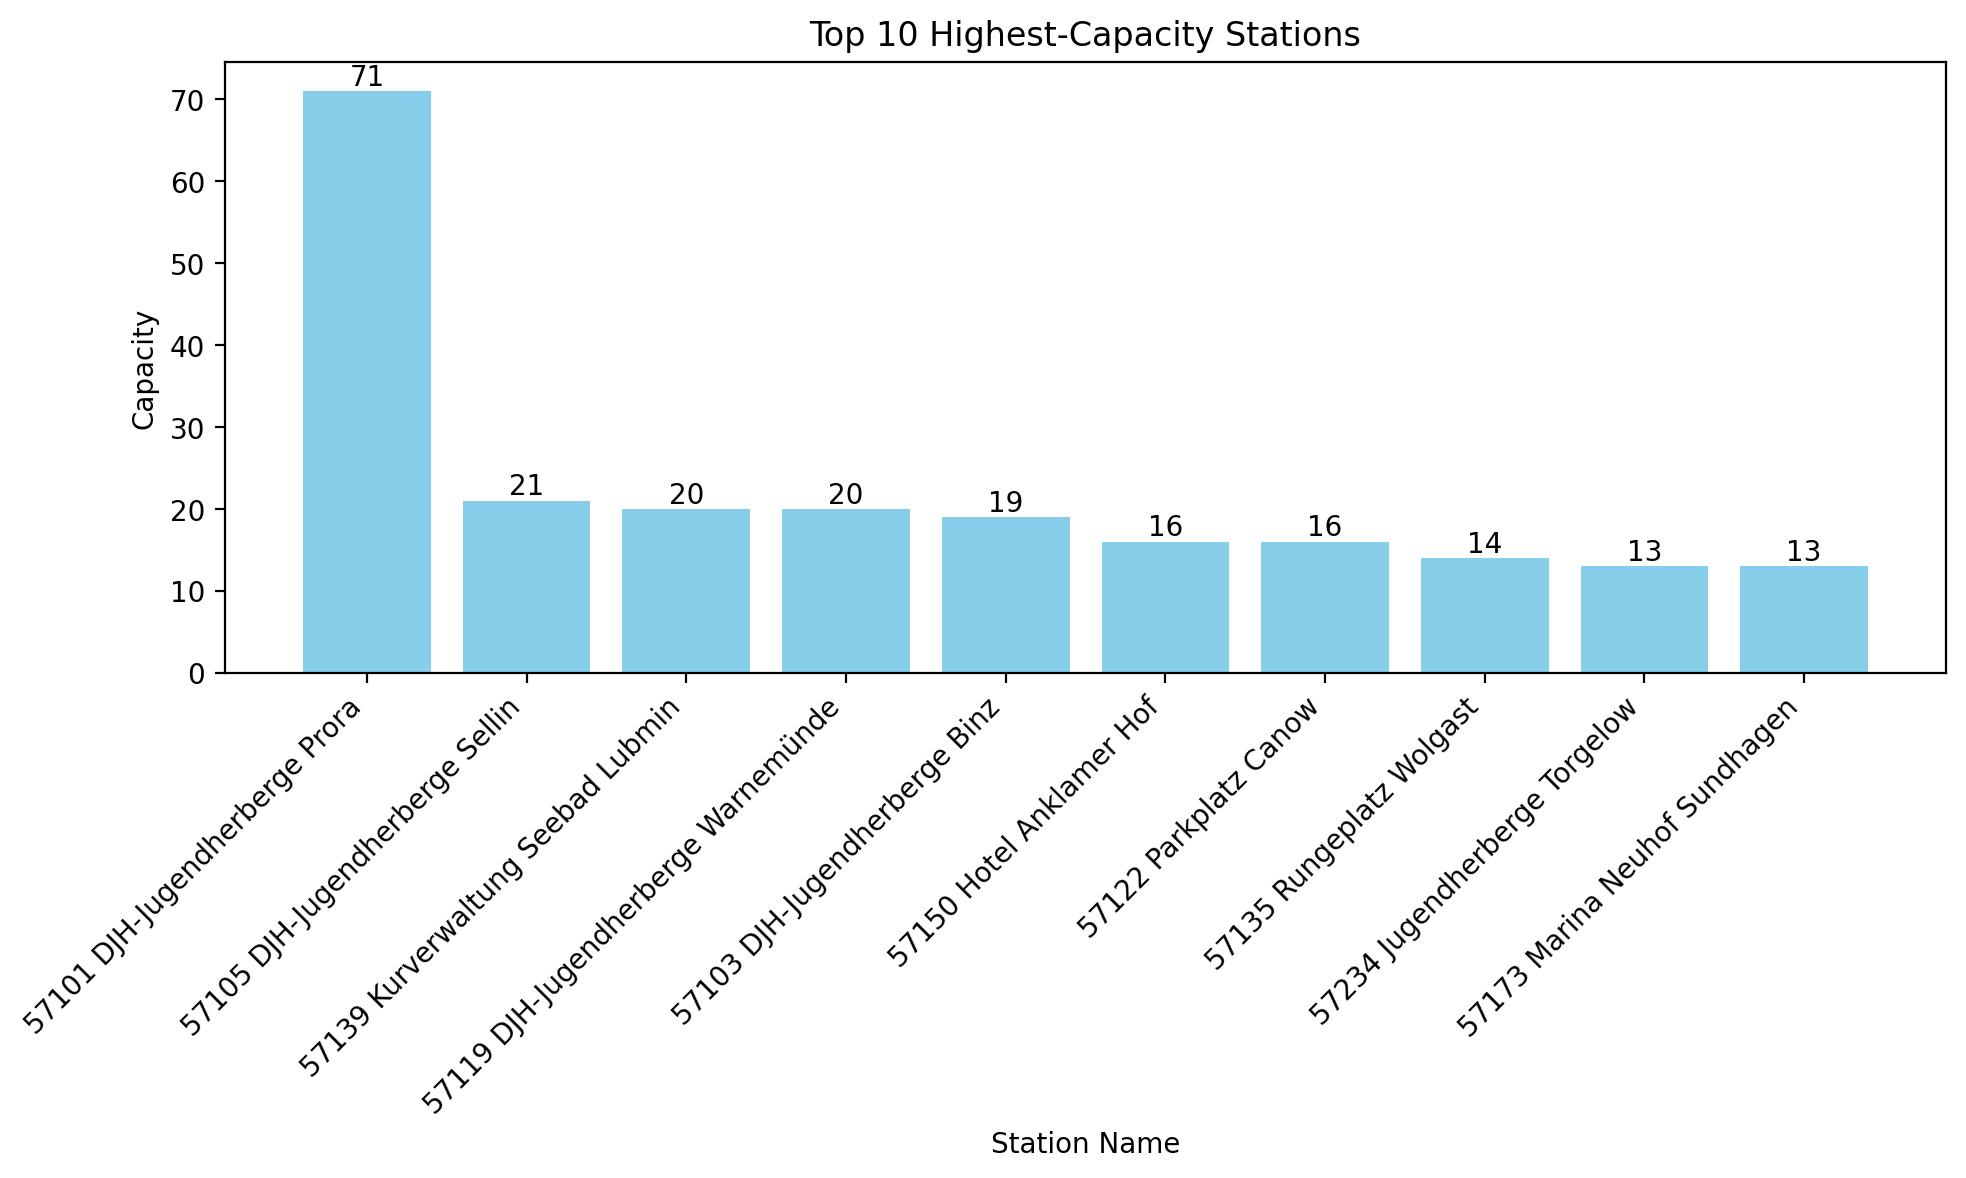 Top 10 Highest-Capacity Stations
Capacity
70
60
50
40
30
20
10
0
71
21
20
20
19
16
16
14
13
13
57101 DJH-Jugendherberge Prora
57105 DJH-Jugendherberge Sellin
57139 Kurverwaltung Seebad Lubmin
57119 DJH-Jugendherberge Warnemünde
57103 DJH-Jugendherberge Binz
57150 Hotel Anklamer Hof
57122 Parkplatz Canow
57135 Rungeplatz Wolgast
57234 Jugendherberge Torgelow
57173 Marina Neuhof Sundhagen
Station Name